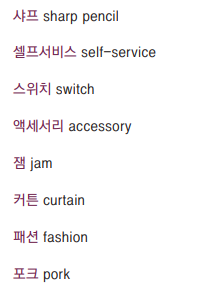 샤프 sharp pencil
셀프서비스 self-service
스위치 switch
액세서리 accessory
잼 jam
커튼 curtain
패션 fashion
포크 pork